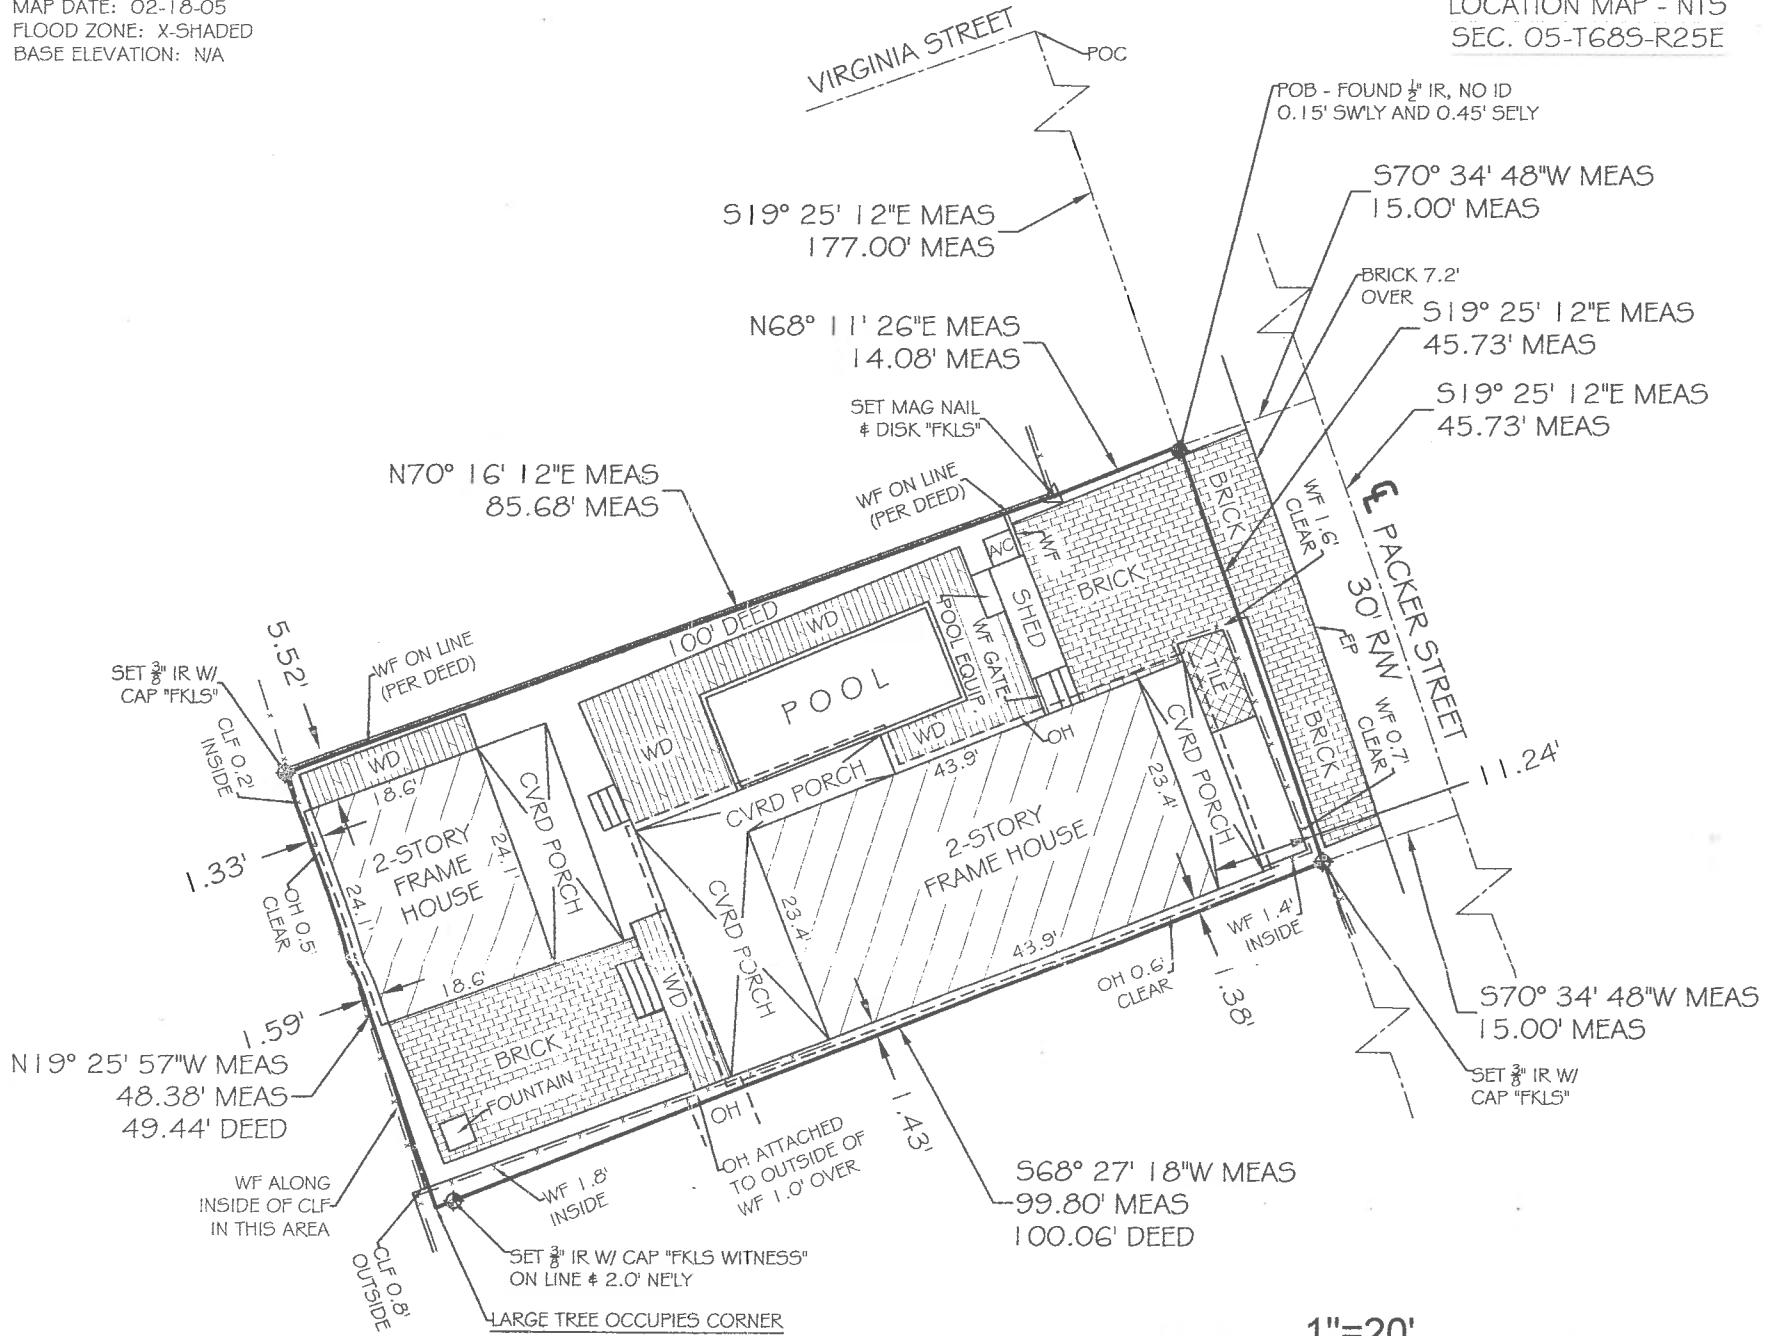 MAP DATE: 02-18-05
FLOOD ZONE: X-SHADED
BASE ELEVATION: N/A
LOCATION MAP - NTS
SEC. 05-T68S-R25E
VIRGINIA STREET
POC
POB - FOUND ½" IR, NO ID
0.15' SW'LY AND 0.45' SE'LY
S70° 34' 48"W MEAS
15.00' MEAS
S19° 25' 12"E MEAS
177.00' MEAS
BRICK 7.2'
OVER
S19° 25' 12"E MEAS
45.73' MEAS
N68° 11' 26"E MEAS
14.08' MEAS
S19° 25' 12"E MEAS
45.73' MEAS
SET MAG NAIL
& DISK "FKLS"
N70° 16' 12"E MEAS
85.68' MEAS
WF ON LINE
(PER DEED)
BRICK
WF 1.6'
CLEAR
℄ PACKER STREET
30' R/W
A/C
WF
BRICK
SHED
100' DEED
WD
POOL EQUIP.
WF GATE
EP
TILE
5.52'
WF ON LINE
(PER DEED)
SET ⅜" IR W/
CAP "FKLS"
POOL
CLF 0.2'
INSIDE
WD
WD
WD
OH
CVRD PORCH
BRICK
WF 0.7'
CLEAR
11.24'
18.6'
CVRD PORCH
CVRD PORCH
43.9'
23.4'
2-STORY
FRAME
HOUSE
24.1'
2-STORY
FRAME HOUSE
1.33'
24.1'
OH 0.5'
CLEAR
CVRD PORCH
23.4'
43.9'
WF 1.4'
INSIDE
18.6'
WD
OH 0.6'
CLEAR
1.38'
S70° 34' 48"W MEAS
15.00' MEAS
1.59'
N19° 25' 57"W MEAS
48.38' MEAS
49.44' DEED
BRICK
FOUNTAIN
SET ⅜" IR W/
CAP "FKLS"
OH
1.43'
OH ATTACHED
TO OUTSIDE OF
WF 1.0' OVER
S68° 27' 18"W MEAS
99.80' MEAS
100.06' DEED
WF ALONG
INSIDE OF CLF
IN THIS AREA
WF 1.8'
INSIDE
CLF 0.8'
OUTSIDE
SET ⅜" IR W/ CAP "FKLS WITNESS"
ON LINE & 2.0' NE'LY
LARGE TREE OCCUPIES CORNER
1"=20'